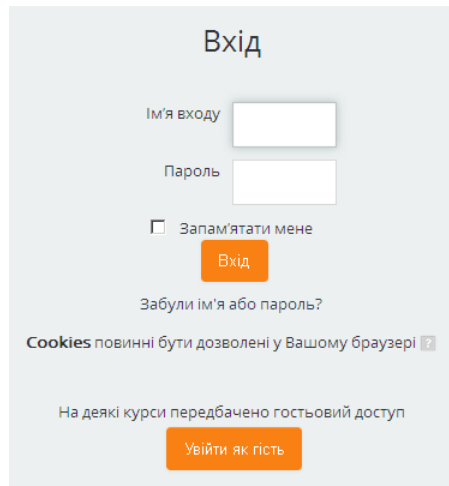 Вхід
Ім'я входу
Пароль
Запам'ятати мене
Вхід
Забули ім'я або пароль?
Cookies повинні бути дозволені у Вашому браузері ?
На деякі курси передбачено гостьовий доступ
Увійти як гість